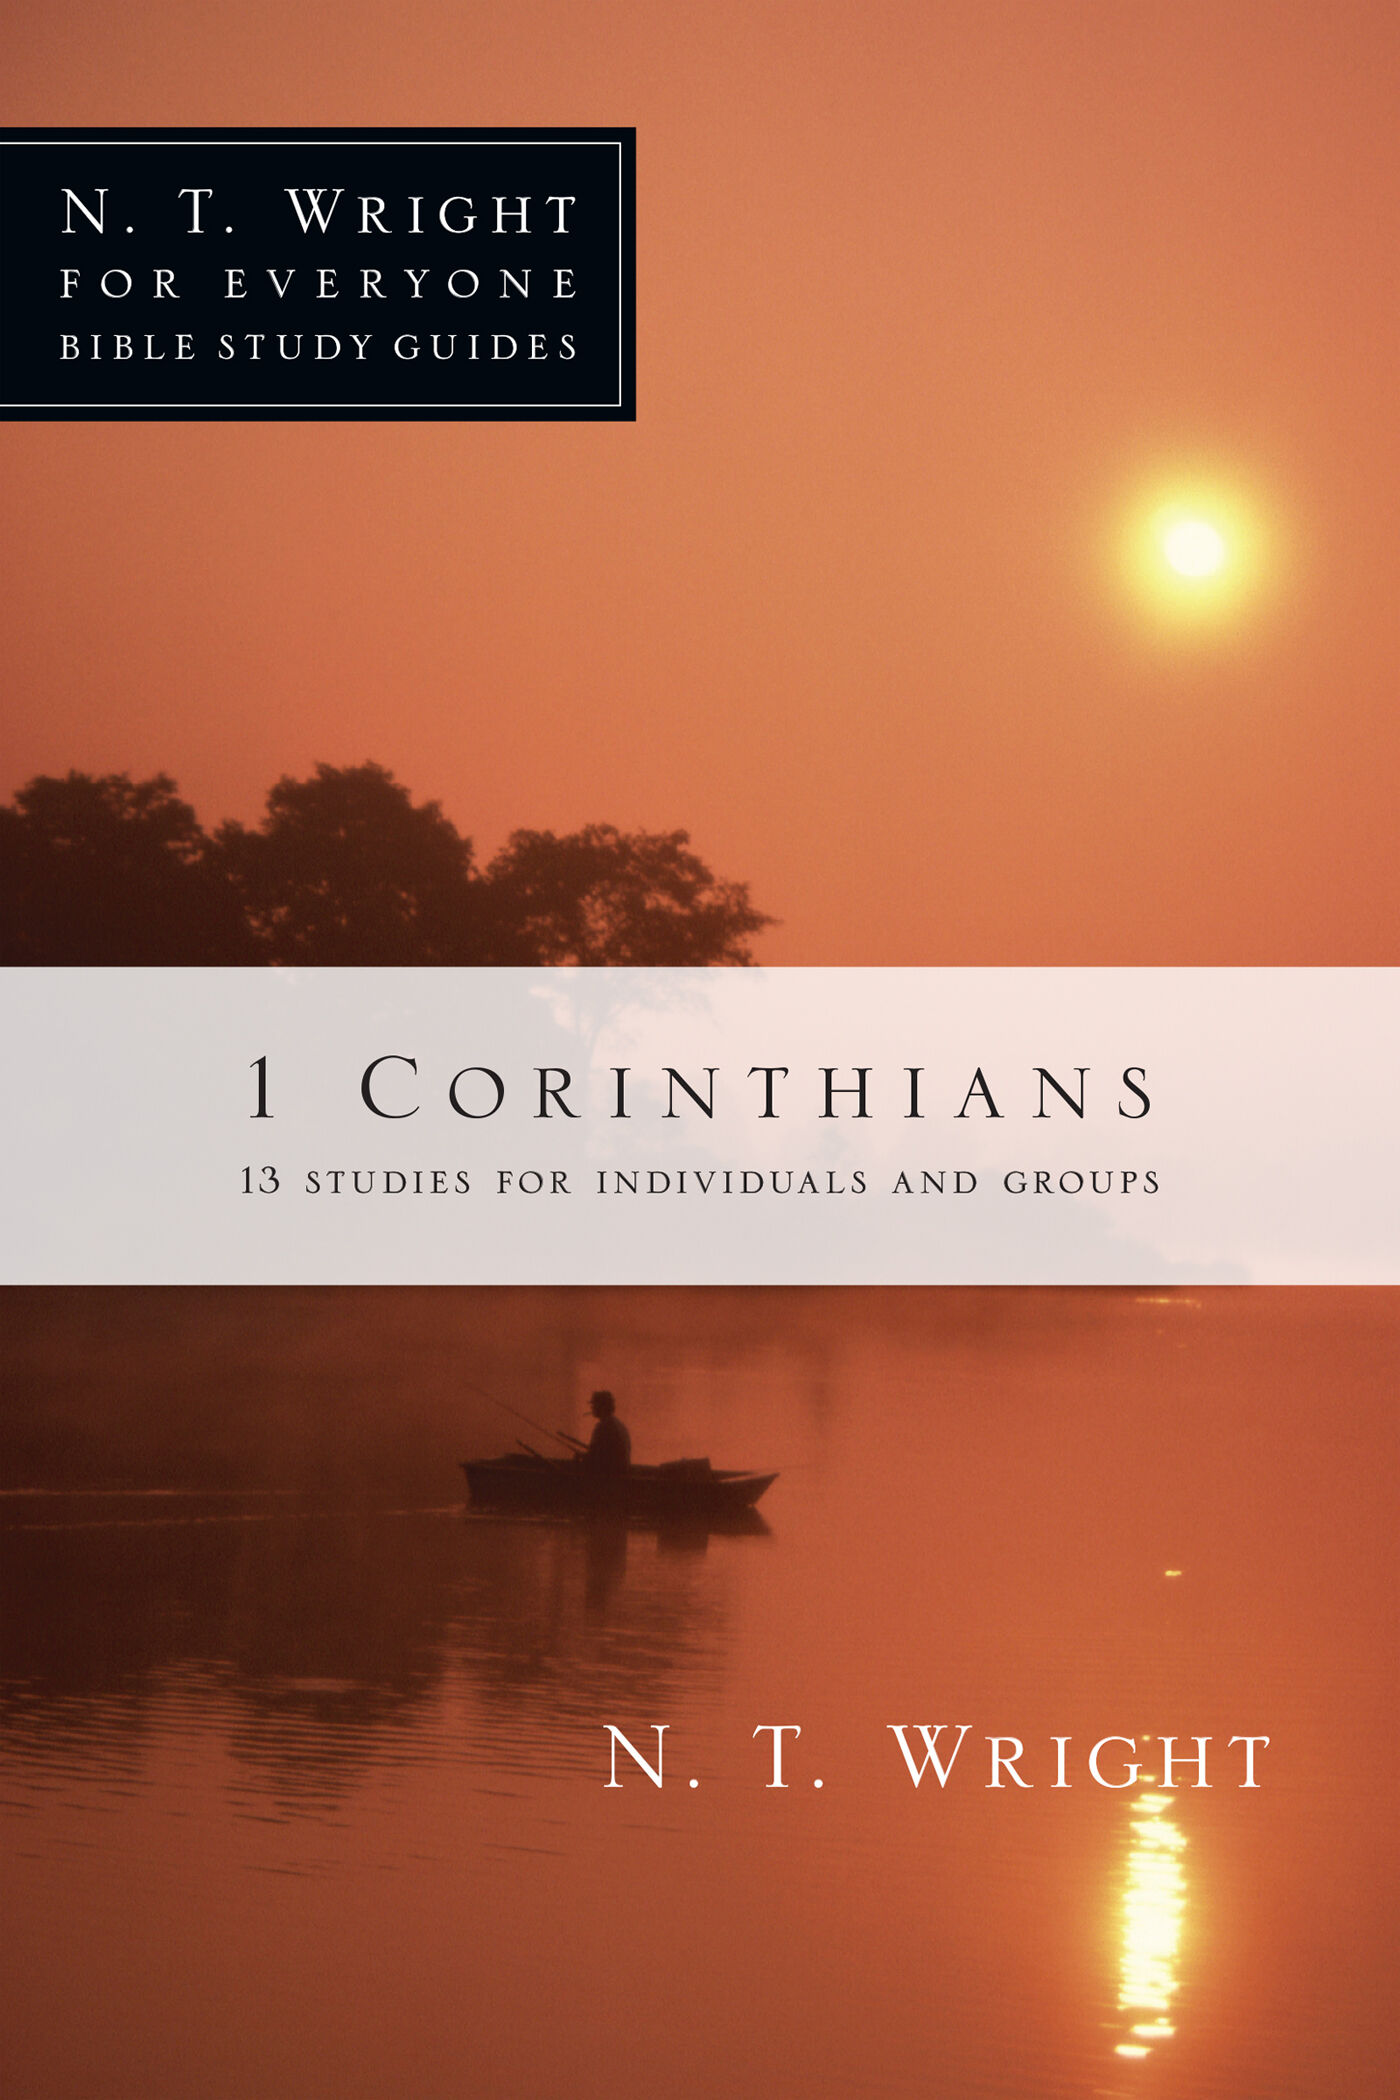 N. T. WRIGHT
FOR EVERYONE
BIBLE STUDY GUIDES
1 CORINTHIANS
13 STUDIES FOR INDIVIDUALS AND GROUPS
N. T. WRIGHT